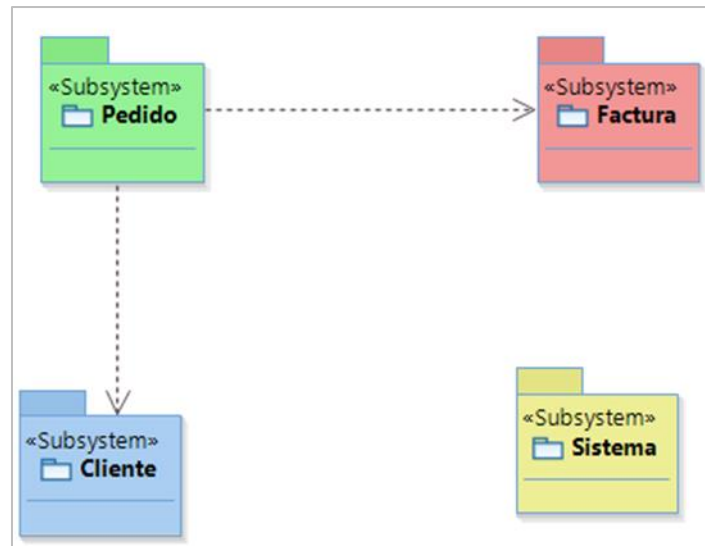 «Subsystem»
Pedido
«Subsystem»
Factura
«Subsystem»
Cliente
«Subsystem»
Sistema